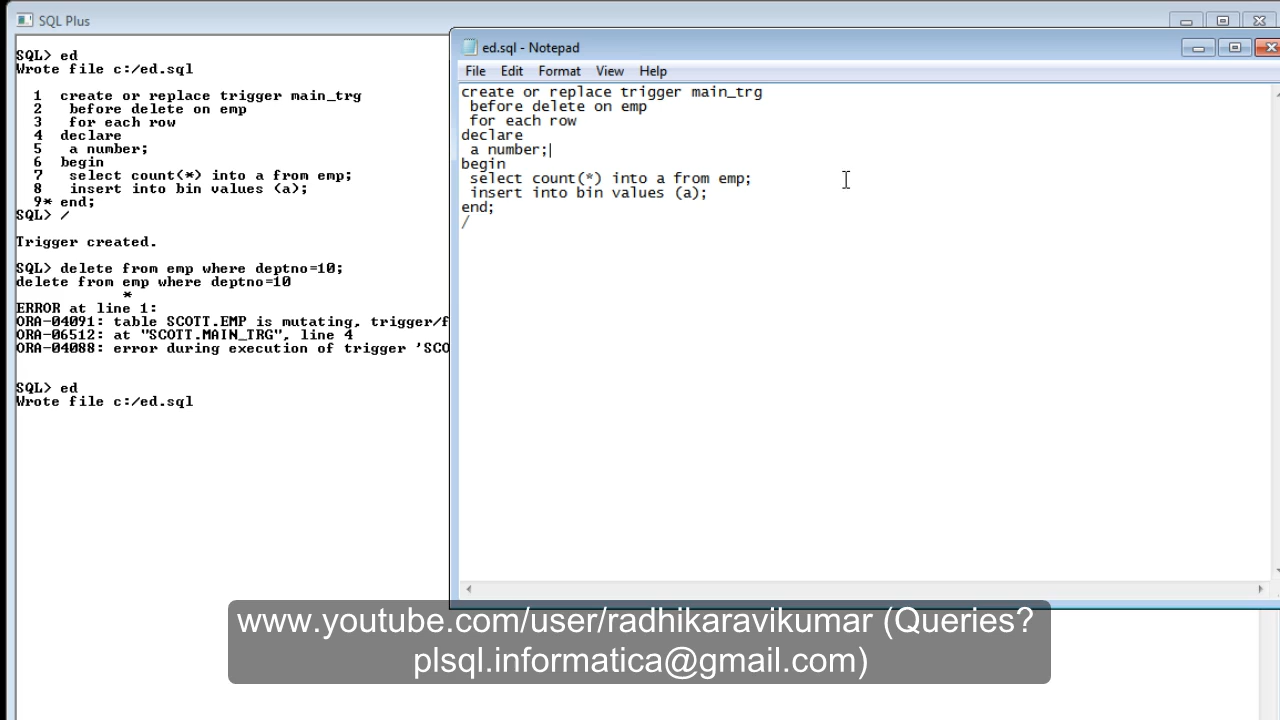 SQL Plus
SQL> ed
Wrote file c:/ed.sql
1 create or replace trigger main_trg
2 before delete on emp
3 for each row
4 declare
5 a number;
6 begin
7 select count(*) into a from emp;
8 insert into bin values (a);
9* end;
SQL> /
Trigger created.
SQL> delete from emp where deptno=10;
delete from emp where deptno=10
*
ERROR at line 1:
ORA-04091: table SCOTT.EMP is mutating, trigger/f
ORA-06512: at "SCOTT.MAIN_TRG", line 4
ORA-04088: error during execution of trigger 'SCO
SQL> ed
Wrote file c:/ed.sql
ed.sql - Notepad
File Edit Format View Help
create or replace trigger main_trg
before delete on emp
for each row
declare
a number;
begin
select count(*) into a from emp;
insert into bin values (a);
end;
/
www.youtube.com/user/radhikaravikumar (Queries?
plsql.informatica@gmail.com)